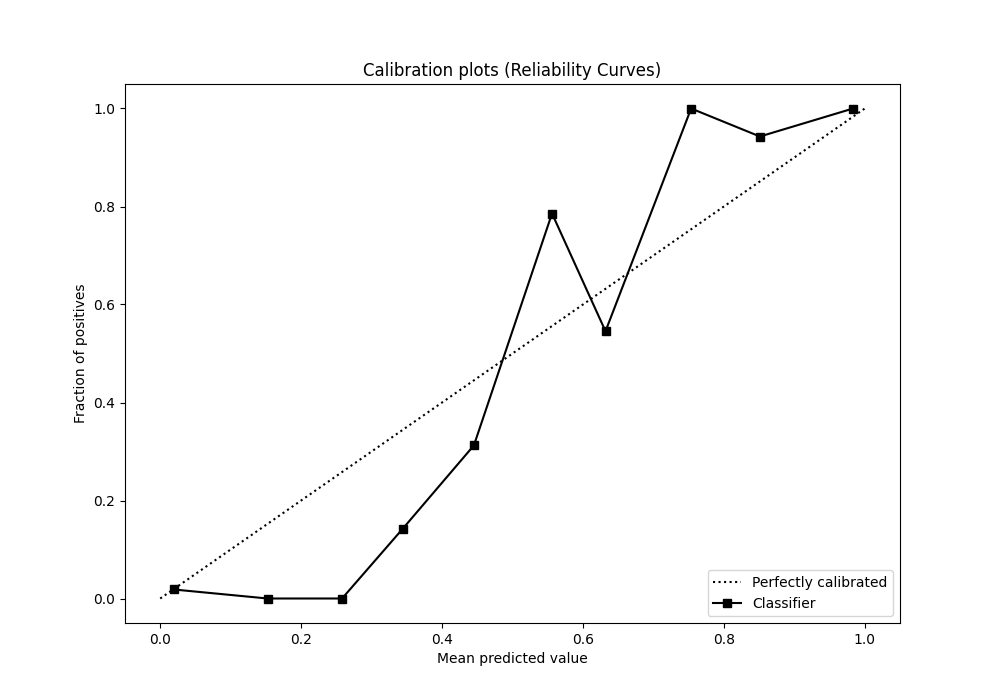 Calibration plots (Reliability Curves)
1.0
0.8
0.6
0.4
0.2
0.0
Fraction of positives
Perfectly calibrated
Classifier
0.0 0.2 0.4 0.6 0.8 1.0
Mean predicted value